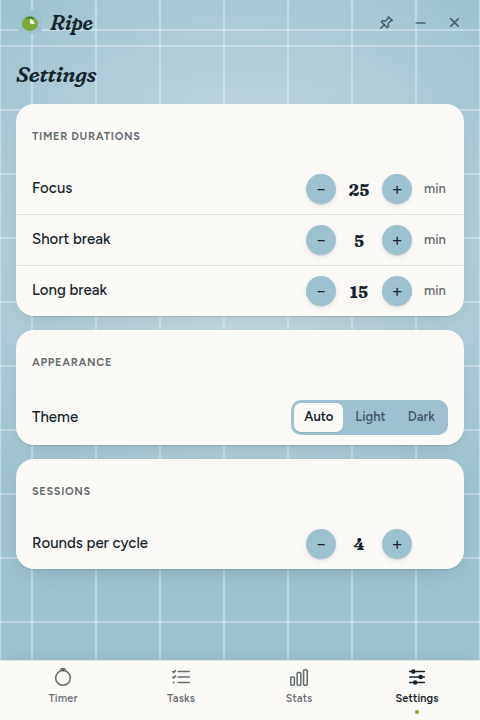 Ripe
Settings
TIMER DURATIONS
Focus − 25 + min
Short break − 5 + min
Long break − 15 + min
APPEARANCE
Theme Auto Light Dark
SESSIONS
Rounds per cycle − 4 +
Timer Tasks Stats Settings